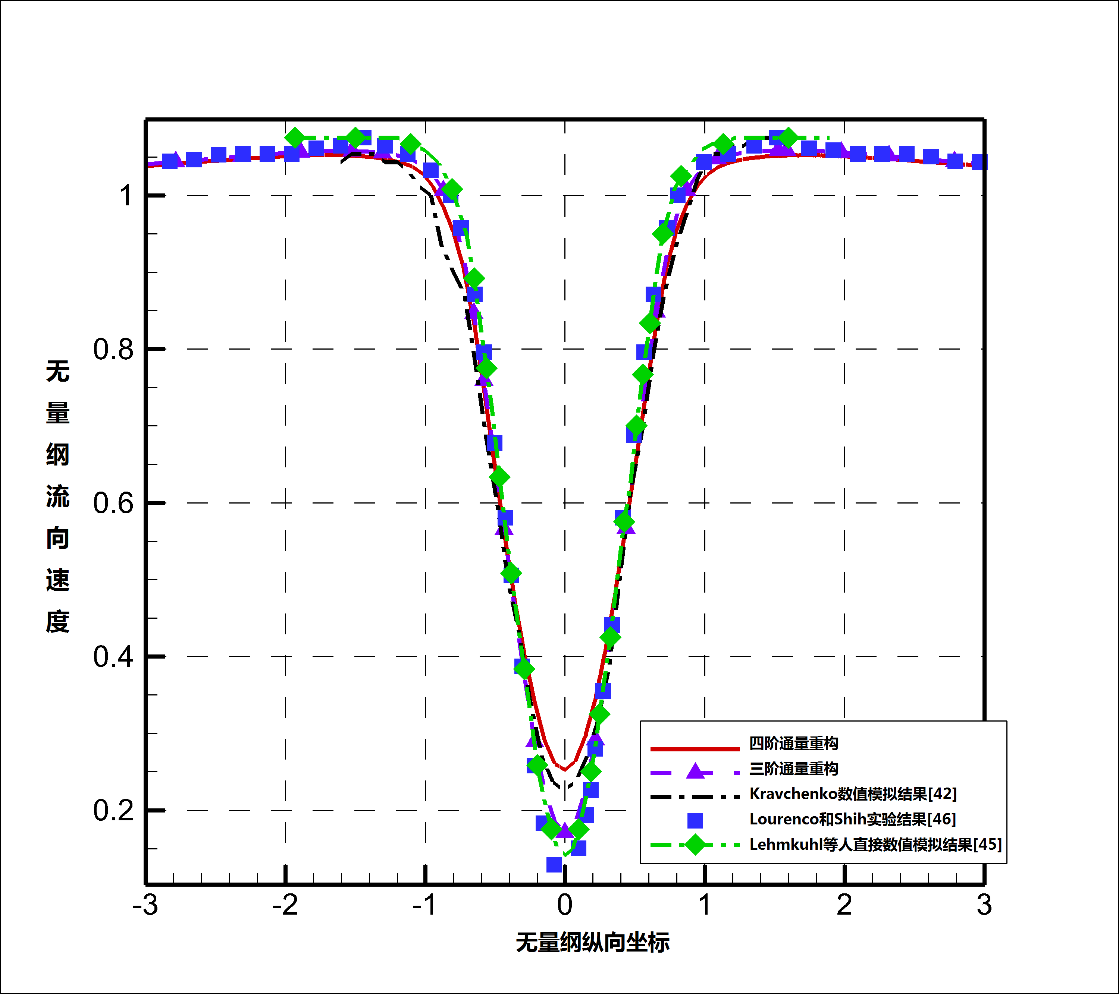 1
0.8
0.6
0.4
0.2
无量纲流向速度
-3 -2 -1 0 1 2 3
无量纲纵向坐标
四阶通量重构
三阶通量重构
Kravchenko数值模拟结果[42]
Lourenco和Shih实验结果[46]
Lehmkuhl等人直接数值模拟结果[45]